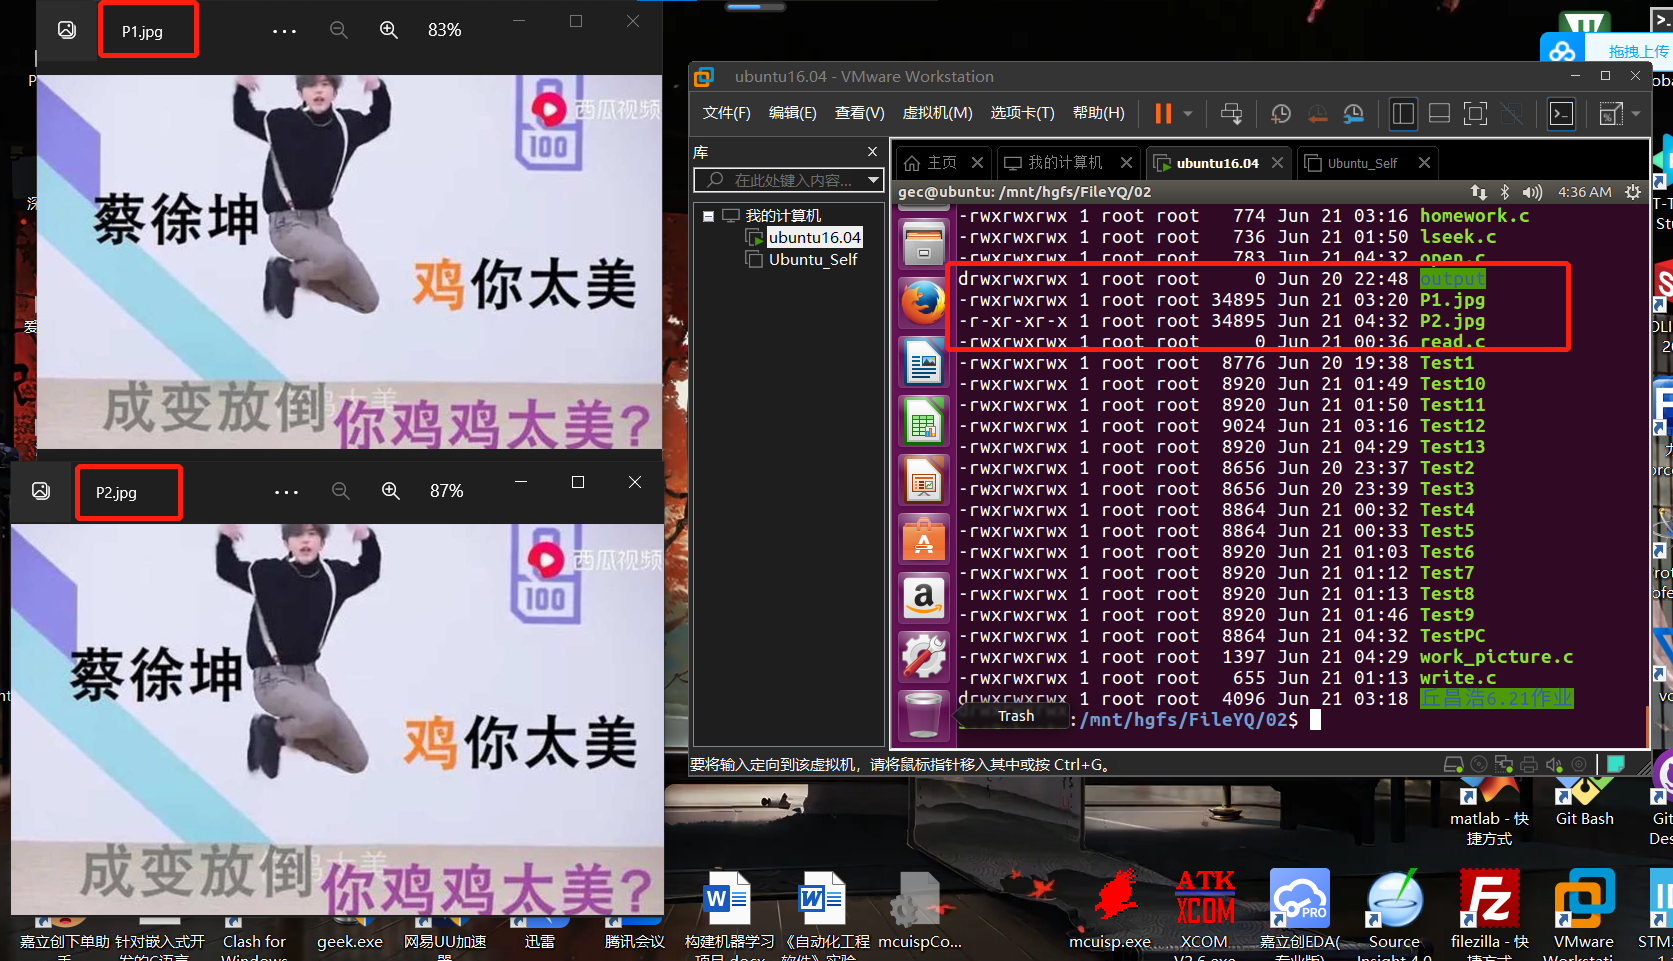 P1.jpg
83%
西瓜视频
100
蔡徐坤
鸡你太美
成变放倒
你鸡鸡太美?
P2.jpg
87%
西瓜视频
100
蔡徐坤
鸡你太美
成变放倒
你鸡鸡太美?
拖拽上传
ubuntu16.04 - VMware Workstation
文件(F) 编辑(E) 查看(V) 虚拟机(M) 选项卡(T) 帮助(H)
库
在此处键入内容...
我的计算机
ubuntu16.04
Ubuntu_Self
主页 我的计算机 ubuntu16.04 Ubuntu_Self
gec@ubuntu: /mnt/hgfs/FileYQ/02 4:36 AM
-rwxrwxrwx 1 root root 774 Jun 21 03:16 homework.c
-rwxrwxrwx 1 root root 736 Jun 21 01:50 lseek.c
-rwxrwxrwx 1 root root 783 Jun 21 04:32 open.c
drwxrwxrwx 1 root root 0 Jun 20 22:48 output
-rwxrwxrwx 1 root root 34895 Jun 21 03:20 P1.jpg
-r-xr-xr-x 1 root root 34895 Jun 21 04:32 P2.jpg
-rwxrwxrwx 1 root root 0 Jun 21 00:36 read.c
-rwxrwxrwx 1 root root 8776 Jun 20 19:38 Test1
-rwxrwxrwx 1 root root 8920 Jun 21 01:49 Test10
-rwxrwxrwx 1 root root 8920 Jun 21 01:50 Test11
-rwxrwxrwx 1 root root 9024 Jun 21 03:16 Test12
-rwxrwxrwx 1 root root 8920 Jun 21 04:29 Test13
-rwxrwxrwx 1 root root 8656 Jun 20 23:37 Test2
-rwxrwxrwx 1 root root 8656 Jun 20 23:39 Test3
-rwxrwxrwx 1 root root 8864 Jun 21 00:32 Test4
-rwxrwxrwx 1 root root 8864 Jun 21 00:33 Test5
-rwxrwxrwx 1 root root 8920 Jun 21 01:03 Test6
-rwxrwxrwx 1 root root 8920 Jun 21 01:12 Test7
-rwxrwxrwx 1 root root 8920 Jun 21 01:13 Test8
-rwxrwxrwx 1 root root 8920 Jun 21 01:46 Test9
-rwxrwxrwx 1 root root 8864 Jun 21 04:32 TestPC
-rwxrwxrwx 1 root root 1397 Jun 21 04:29 work_picture.c
-rwxrwxrwx 1 root root 655 Jun 21 01:13 write.c
drwxrwxrwx 1 root root 4096 Jun 21 03:18 丘昌浩6.21作业
Trash
:/mnt/hgfs/FileYQ/02$
要将输入定向到该虚拟机，请将鼠标指针移入其中或按 Ctrl+G。
matlab - 快
捷方式
Git Bash
W
W
ATK
XCOM
PRO
Fz
嘉立创下单助
手
针对嵌入式开
发的C语言
Clash for
Windows
geek.exe
网易UU加速
器
迅雷
腾讯会议
构建机器学习
项目.docx
《自动化工程
软件》实验
mcuispCo...
mcuisp.exe
XCOM
V2.6.exe
嘉立创EDA(
专业版)
Source
Insight 4.0
filezilla - 快
捷方式
VMware
Workstati...